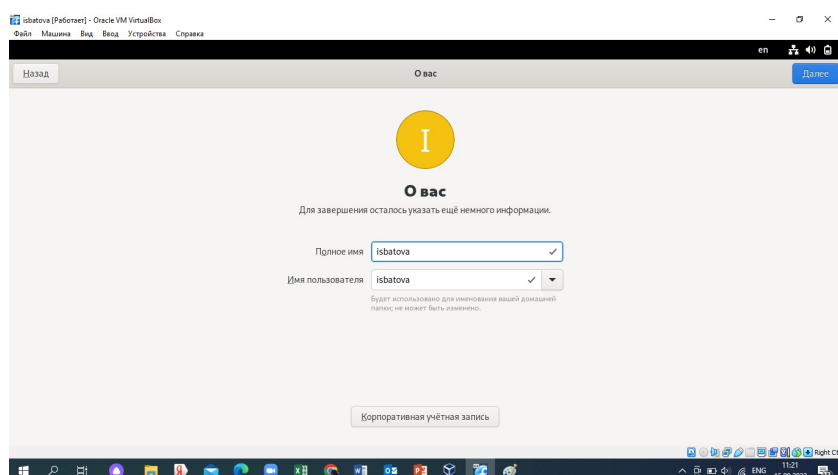 isbatova [Работает] - Oracle VM VirtualBox
Файл Машина Вид Ввод Устройства Справка
en
Назад О вас Далее
I
О вас
Для завершения осталось указать ещё немного информации.
Полное имя isbatova
Имя пользователя isbatova
Будет использовано для именования вашей домашней
папки; не может быть изменено.
Корпоративная учётная запись
Right
ENG 11:21